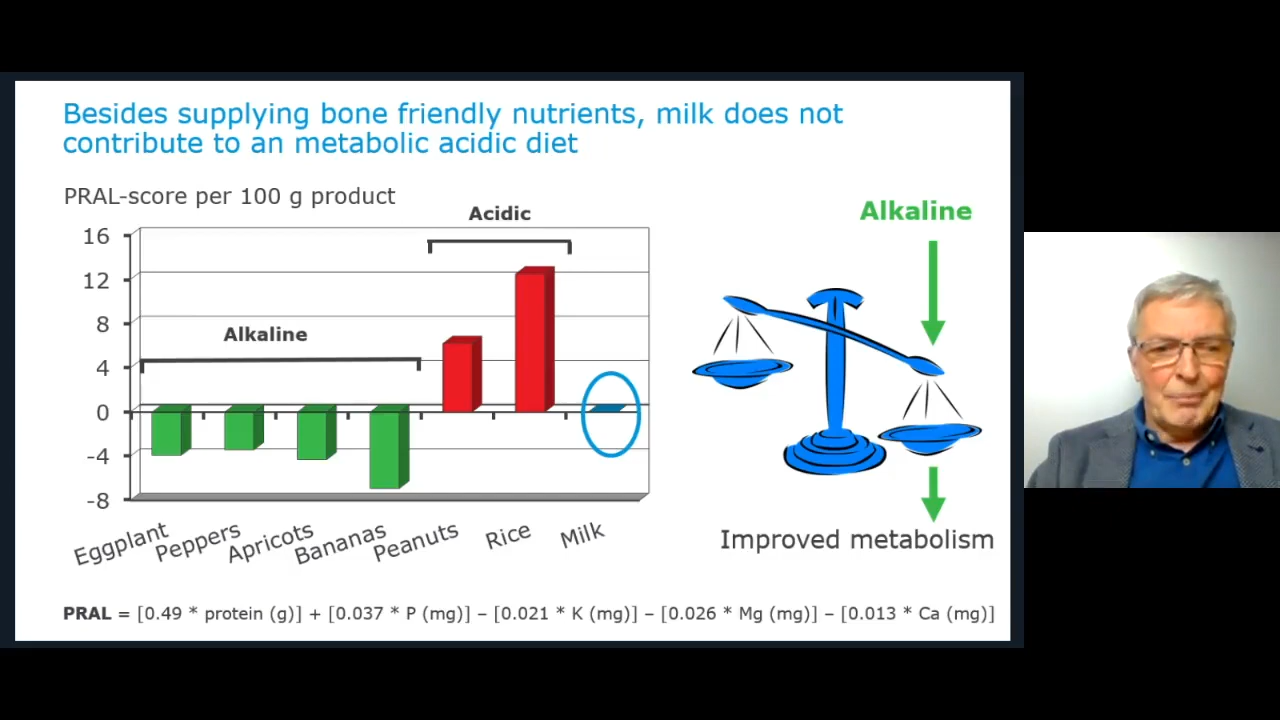 Besides supplying bone friendly nutrients, milk does not
contribute to an metabolic acidic diet
PRAL-score per 100 g product
Acidic
Alkaline
16
12
8
4
0
-4
-8
Eggplant
Peppers
Apricots
Bananas
Peanuts
Rice
Milk
Alkaline
Improved metabolism
PRAL = [0.49 * protein (g)] + [0.037 * P (mg)] – [0.021 * K (mg)] – [0.026 * Mg (mg)] – [0.013 * Ca (mg)]